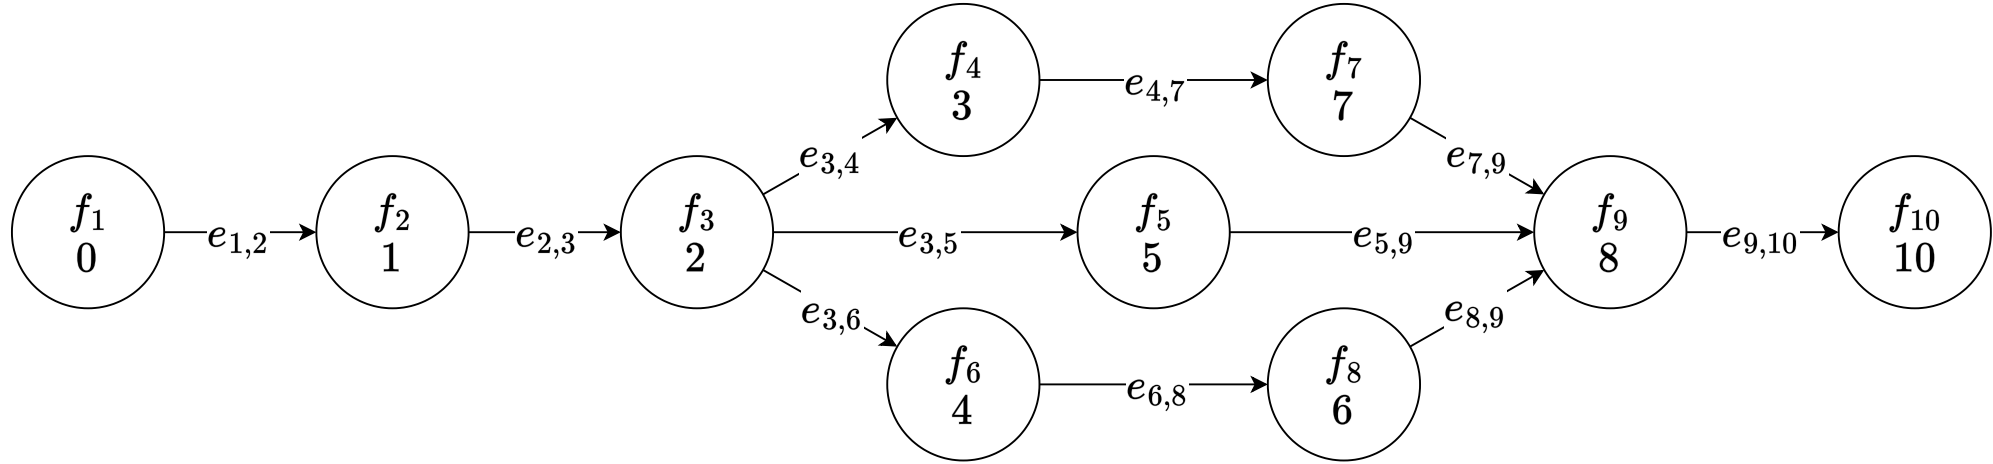 f₁
0
e₁,₂
f₂
1
e₂,₃
f₃
2
e₃,₄
f₄
3
e₄,₇
f₇
7
e₇,₉
e₃,₅
f₅
5
e₅,₉
e₃,₆
f₆
4
e₆,₈
f₈
6
e₈,₉
f₉
8
e₉,₁₀
f₁₀
10